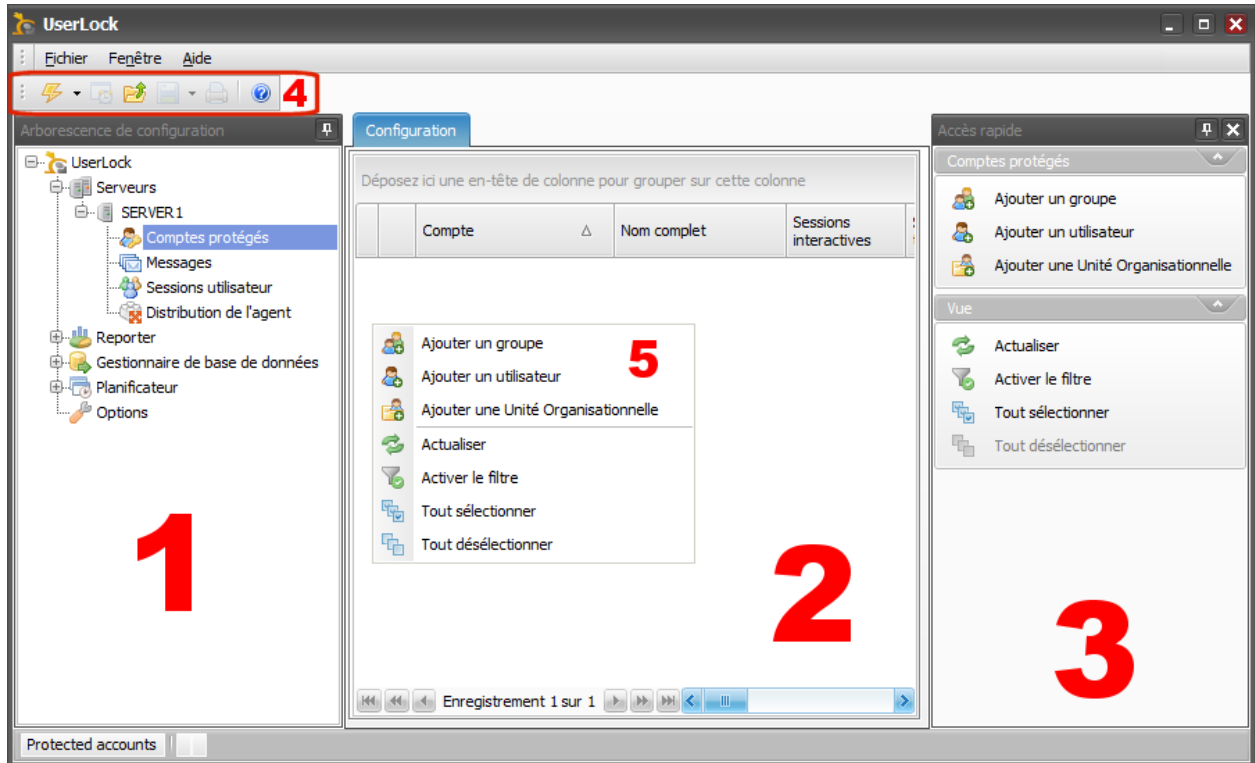 UserLock
Fichier Fenêtre Aide
4
Arborescence de configuration
UserLock
Serveurs
SERVER1
Comptes protégés
Messages
Sessions utilisateur
Distribution de l'agent
Reporter
Gestionnaire de base de données
Planificateur
Options
1
Configuration
Déposez ici une en-tête de colonne pour grouper sur cette colonne
Compte Nom complet Sessions
interactives
Ajouter un groupe
5
Ajouter un utilisateur
Ajouter une Unité Organisationnelle
Actualiser
Activer le filtre
Tout sélectionner
Tout désélectionner
2
Enregistrement 1 sur 1
Accès rapide
Comptes protégés
Ajouter un groupe
Ajouter un utilisateur
Ajouter une Unité Organisationnelle
Vue
Actualiser
Activer le filtre
Tout sélectionner
Tout désélectionner
3
Protected accounts